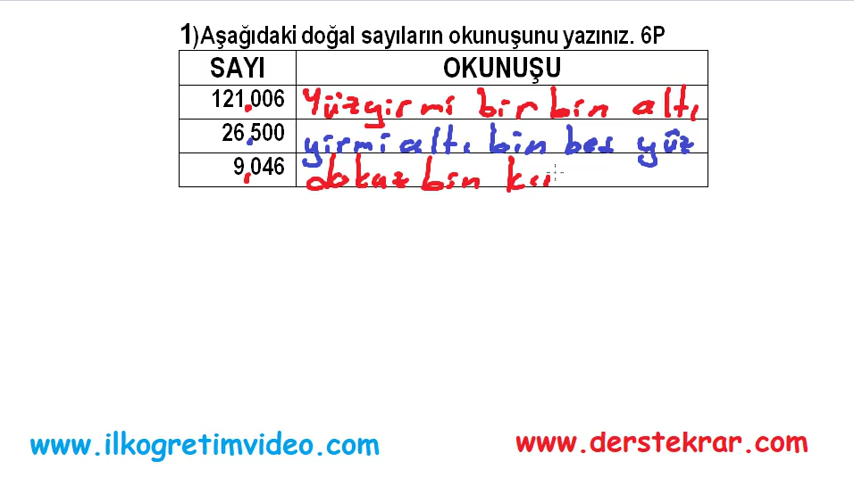 1)Aşağıdaki doğal sayıların okunuşunu yazınız. 6P
SAYI OKUNUŞU
121.006 Yüzyirmi bir bin altı
26.500 yirmi altı bin beş yüz
9.046 dokuz bin
www.ilkogretimvideo.com www.derstekrar.com